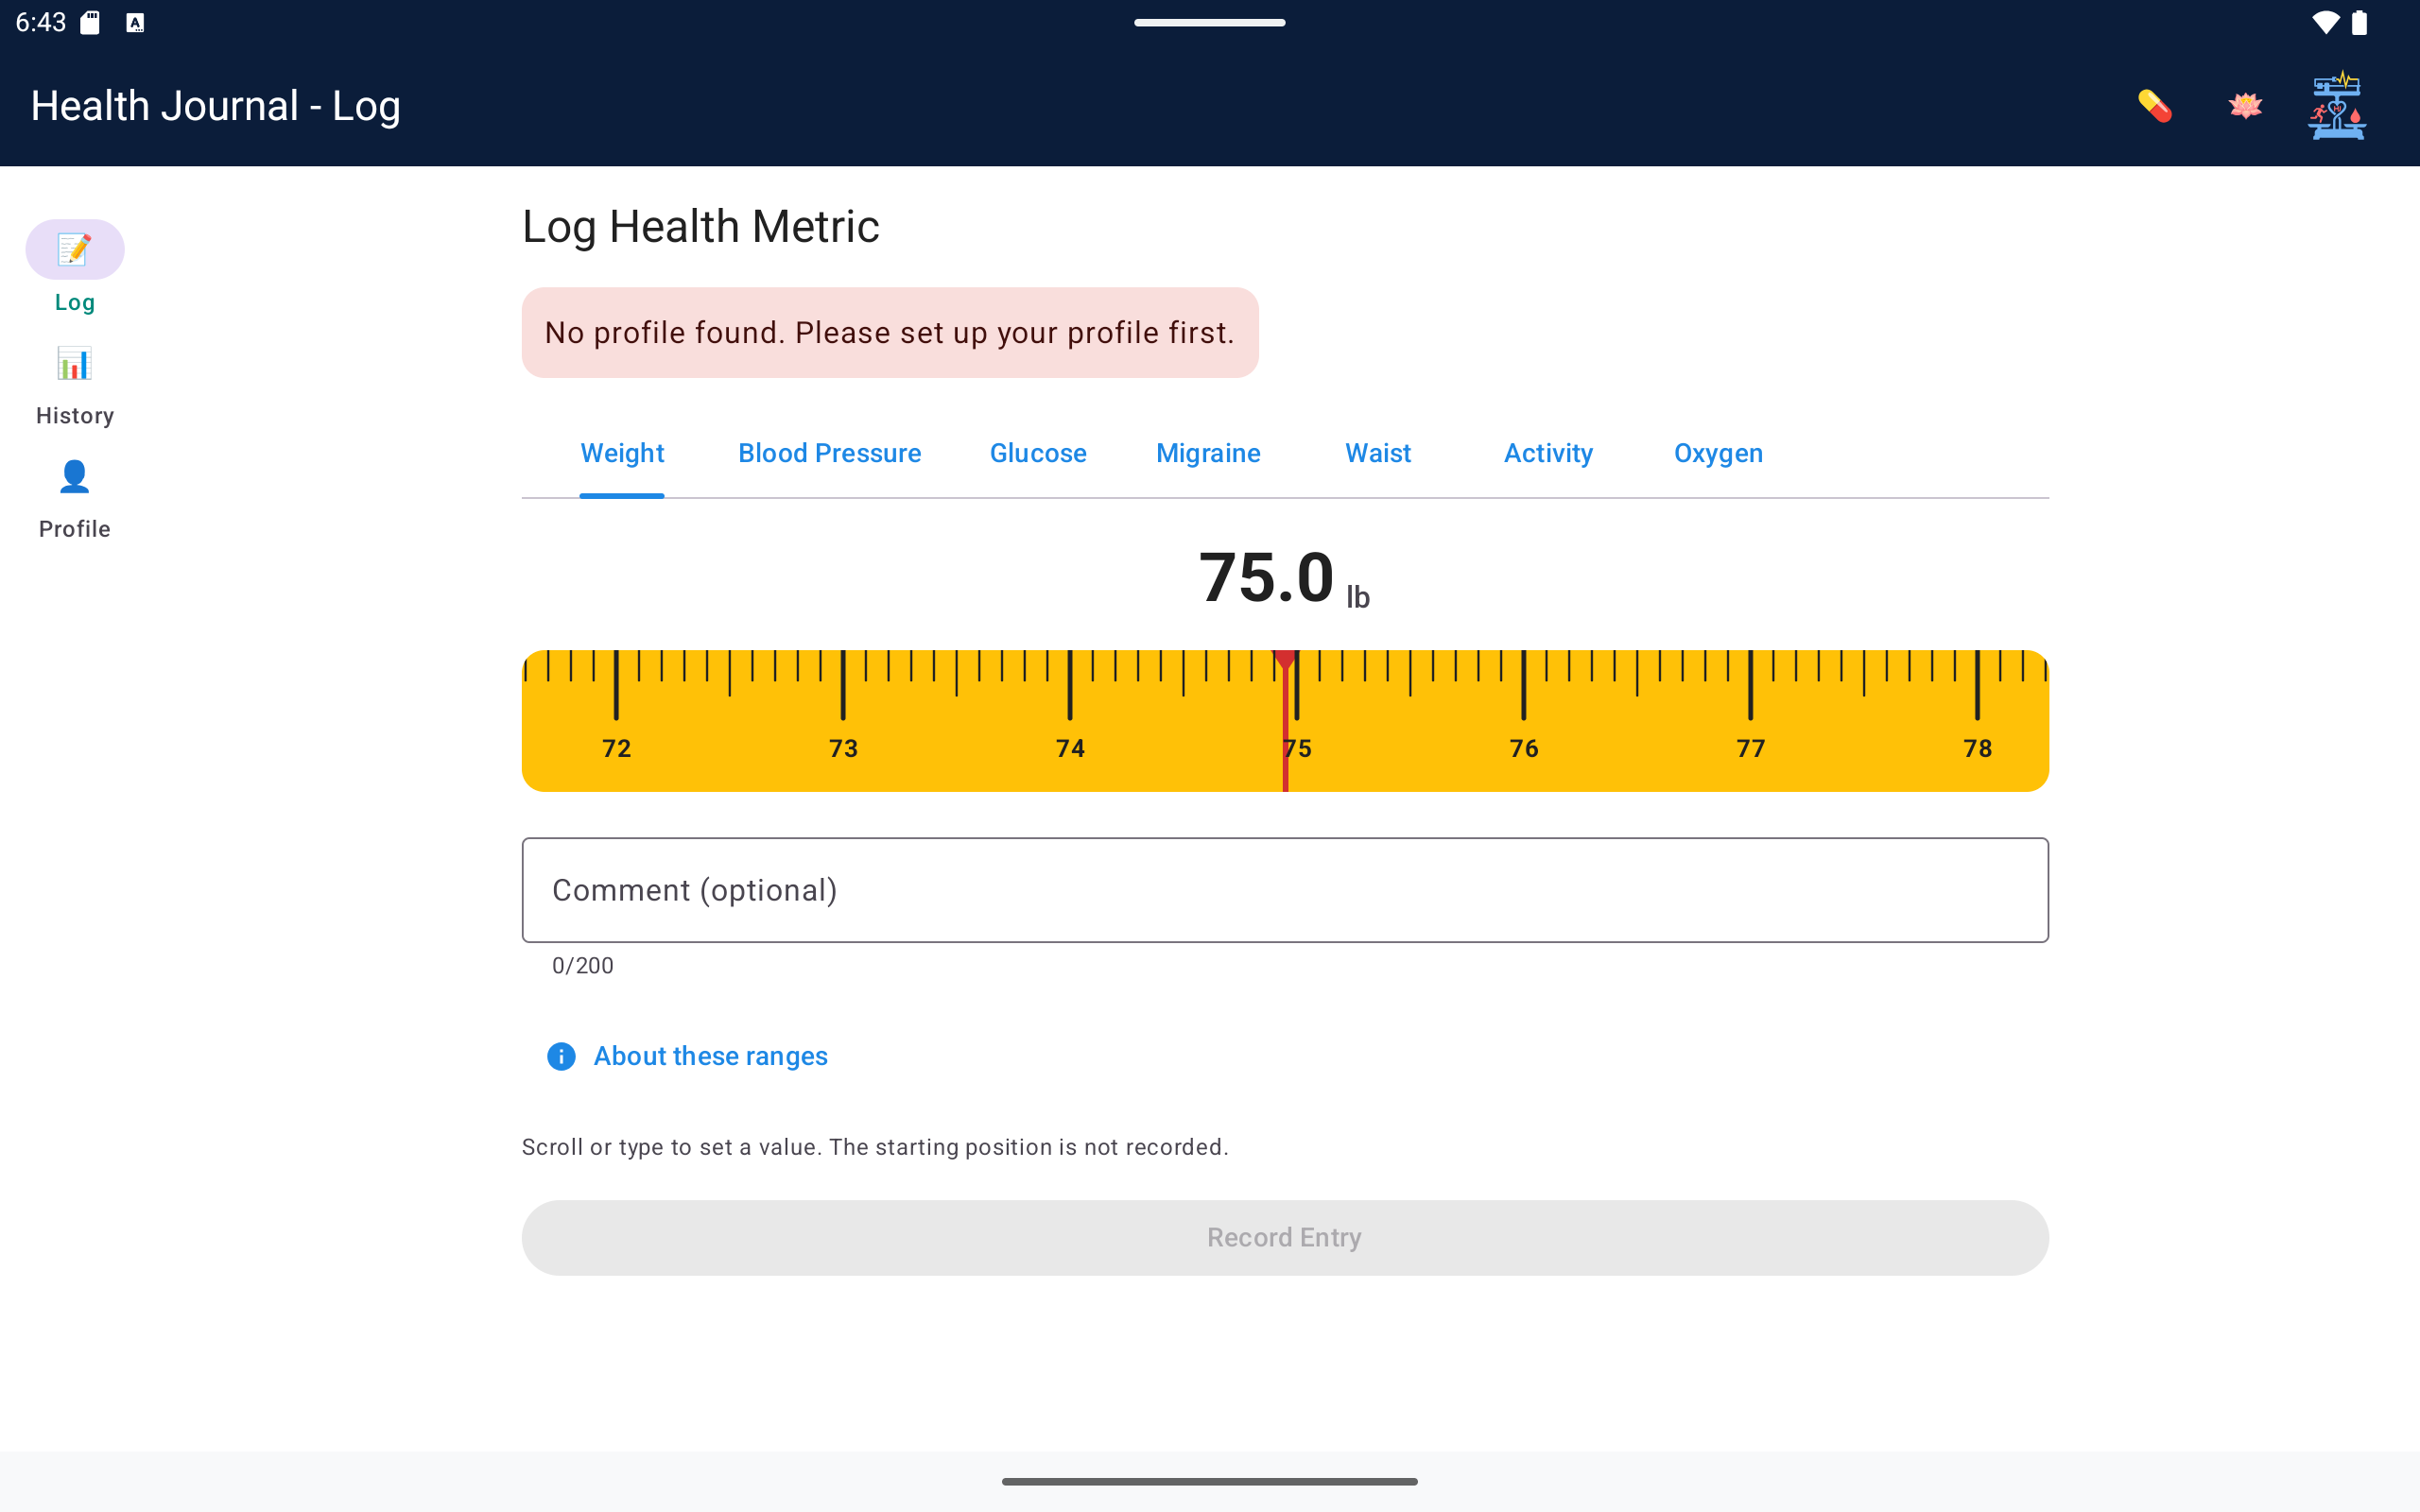 6:43
Health Journal - Log
Log
History
Profile
Log Health Metric
No profile found. Please set up your profile first.
Weight Blood Pressure Glucose Migraine Waist Activity Oxygen
75.0 lb
72 73 74 75 76 77 78
Comment (optional)
0/200
About these ranges
Scroll or type to set a value. The starting position is not recorded.
Record Entry